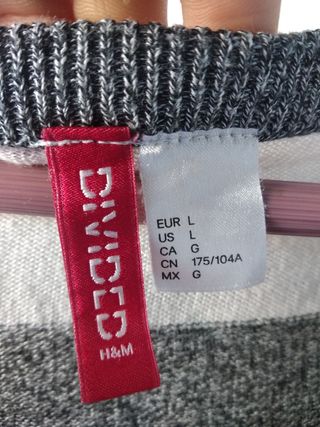 DIVIDED
H&M
EUR L
US L
CA G
CN 175/104A
MX G